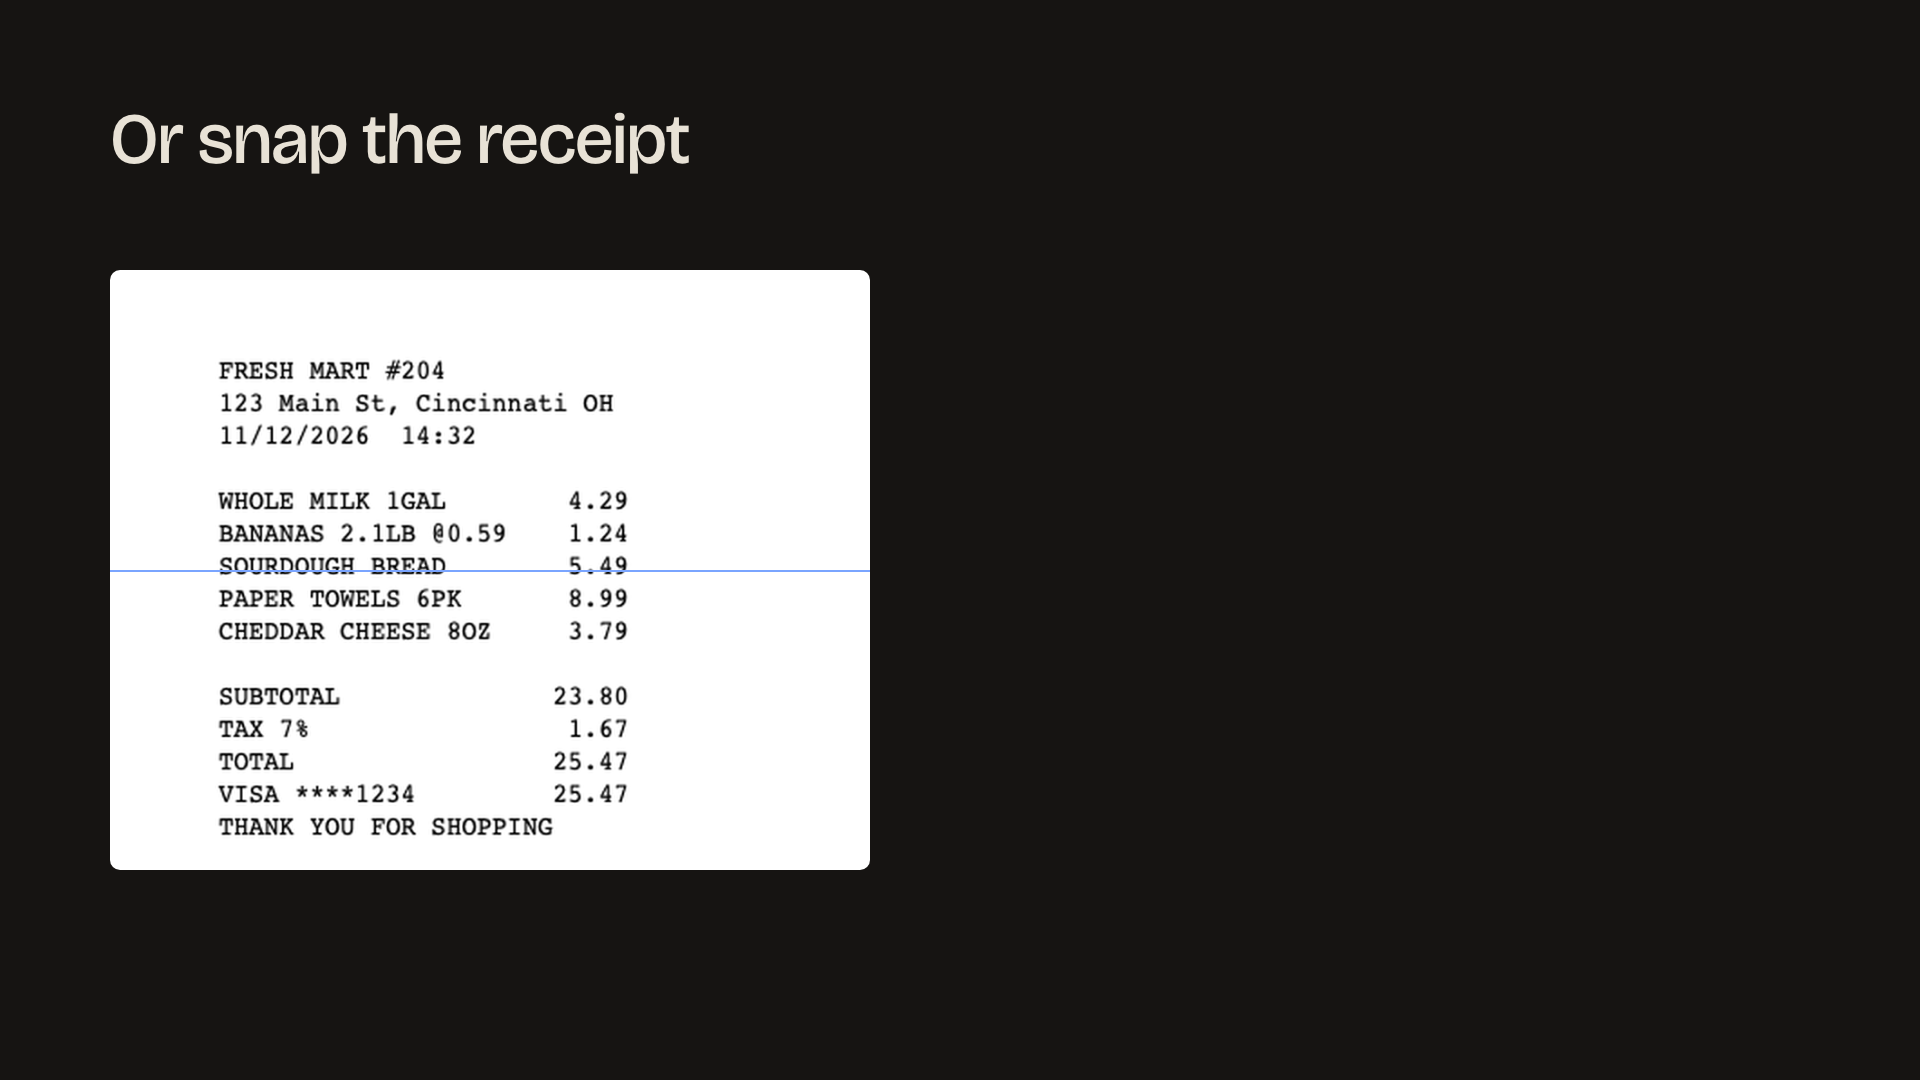 Or snap the receipt
FRESH MART #204
123 Main St, Cincinnati OH
11/12/2026  14:32
WHOLE MILK 1GAL        4.29
BANANAS 2.1LB @0.59    1.24
SOURDOUGH BREAD        5.49
PAPER TOWELS 6PK       8.99
CHEDDAR CHEESE 8OZ     3.79
SUBTOTAL              23.80
TAX 7%                 1.67
TOTAL                 25.47
VISA ****1234         25.47
THANK YOU FOR SHOPPING